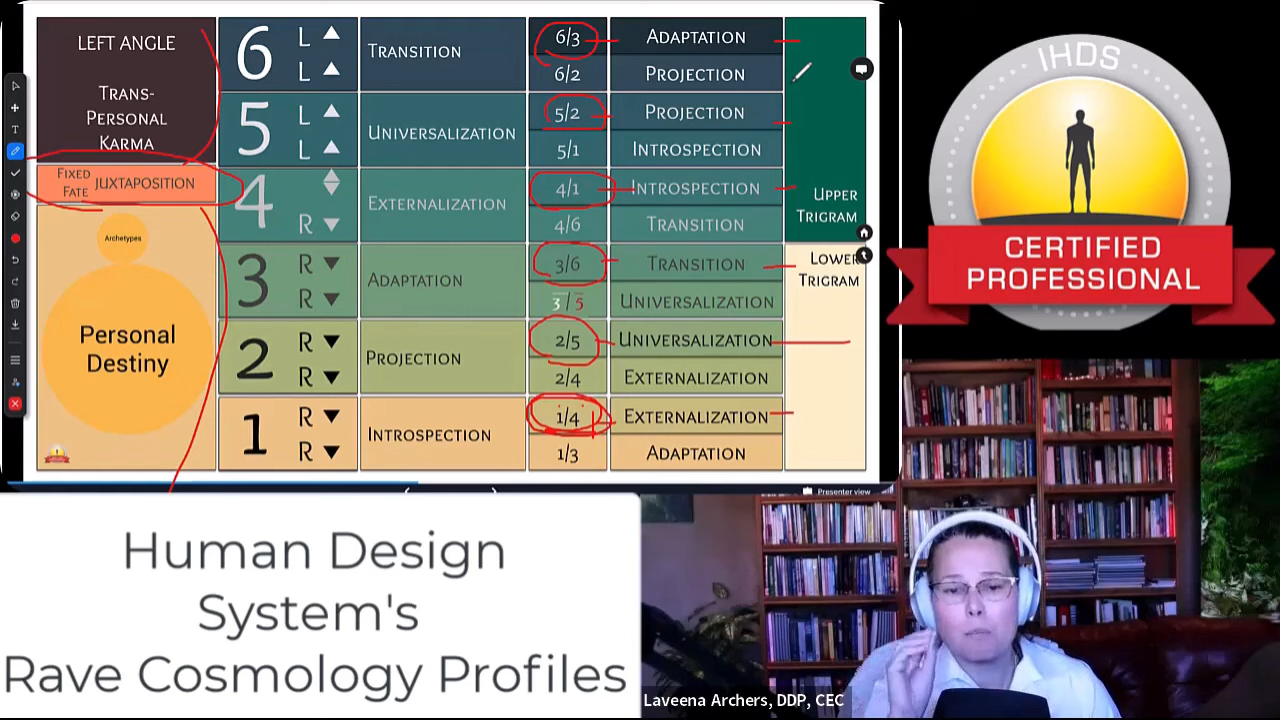 LEFT ANGLE
TRANS-
PERSONAL
KARMA
FIXED
FATE
JUXTAPOSITION
Archetypes
Personal
Destiny
6
L
L
TRANSITION
6/3
ADAPTATION
6/2
PROJECTION
5
L
L
UNIVERSALIZATION
5/2
PROJECTION
5/1
INTROSPECTION
4
R
EXTERNALIZATION
4/1
INTROSPECTION
4/6
TRANSITION
3
R
R
ADAPTATION
3/6
TRANSITION
3/5
UNIVERSALIZATION
2
R
R
PROJECTION
2/5
UNIVERSALIZATION
2/4
EXTERNALIZATION
1
R
R
INTROSPECTION
1/4
EXTERNALIZATION
1/3
ADAPTATION
UPPER
TRIGRAM
LOWER
TRIGRAM
Presenter view
IHDS
CERTIFIED
PROFESSIONAL
Human Design
System's
Rave Cosmology Profiles
Laveena Archers, DDP, CEC